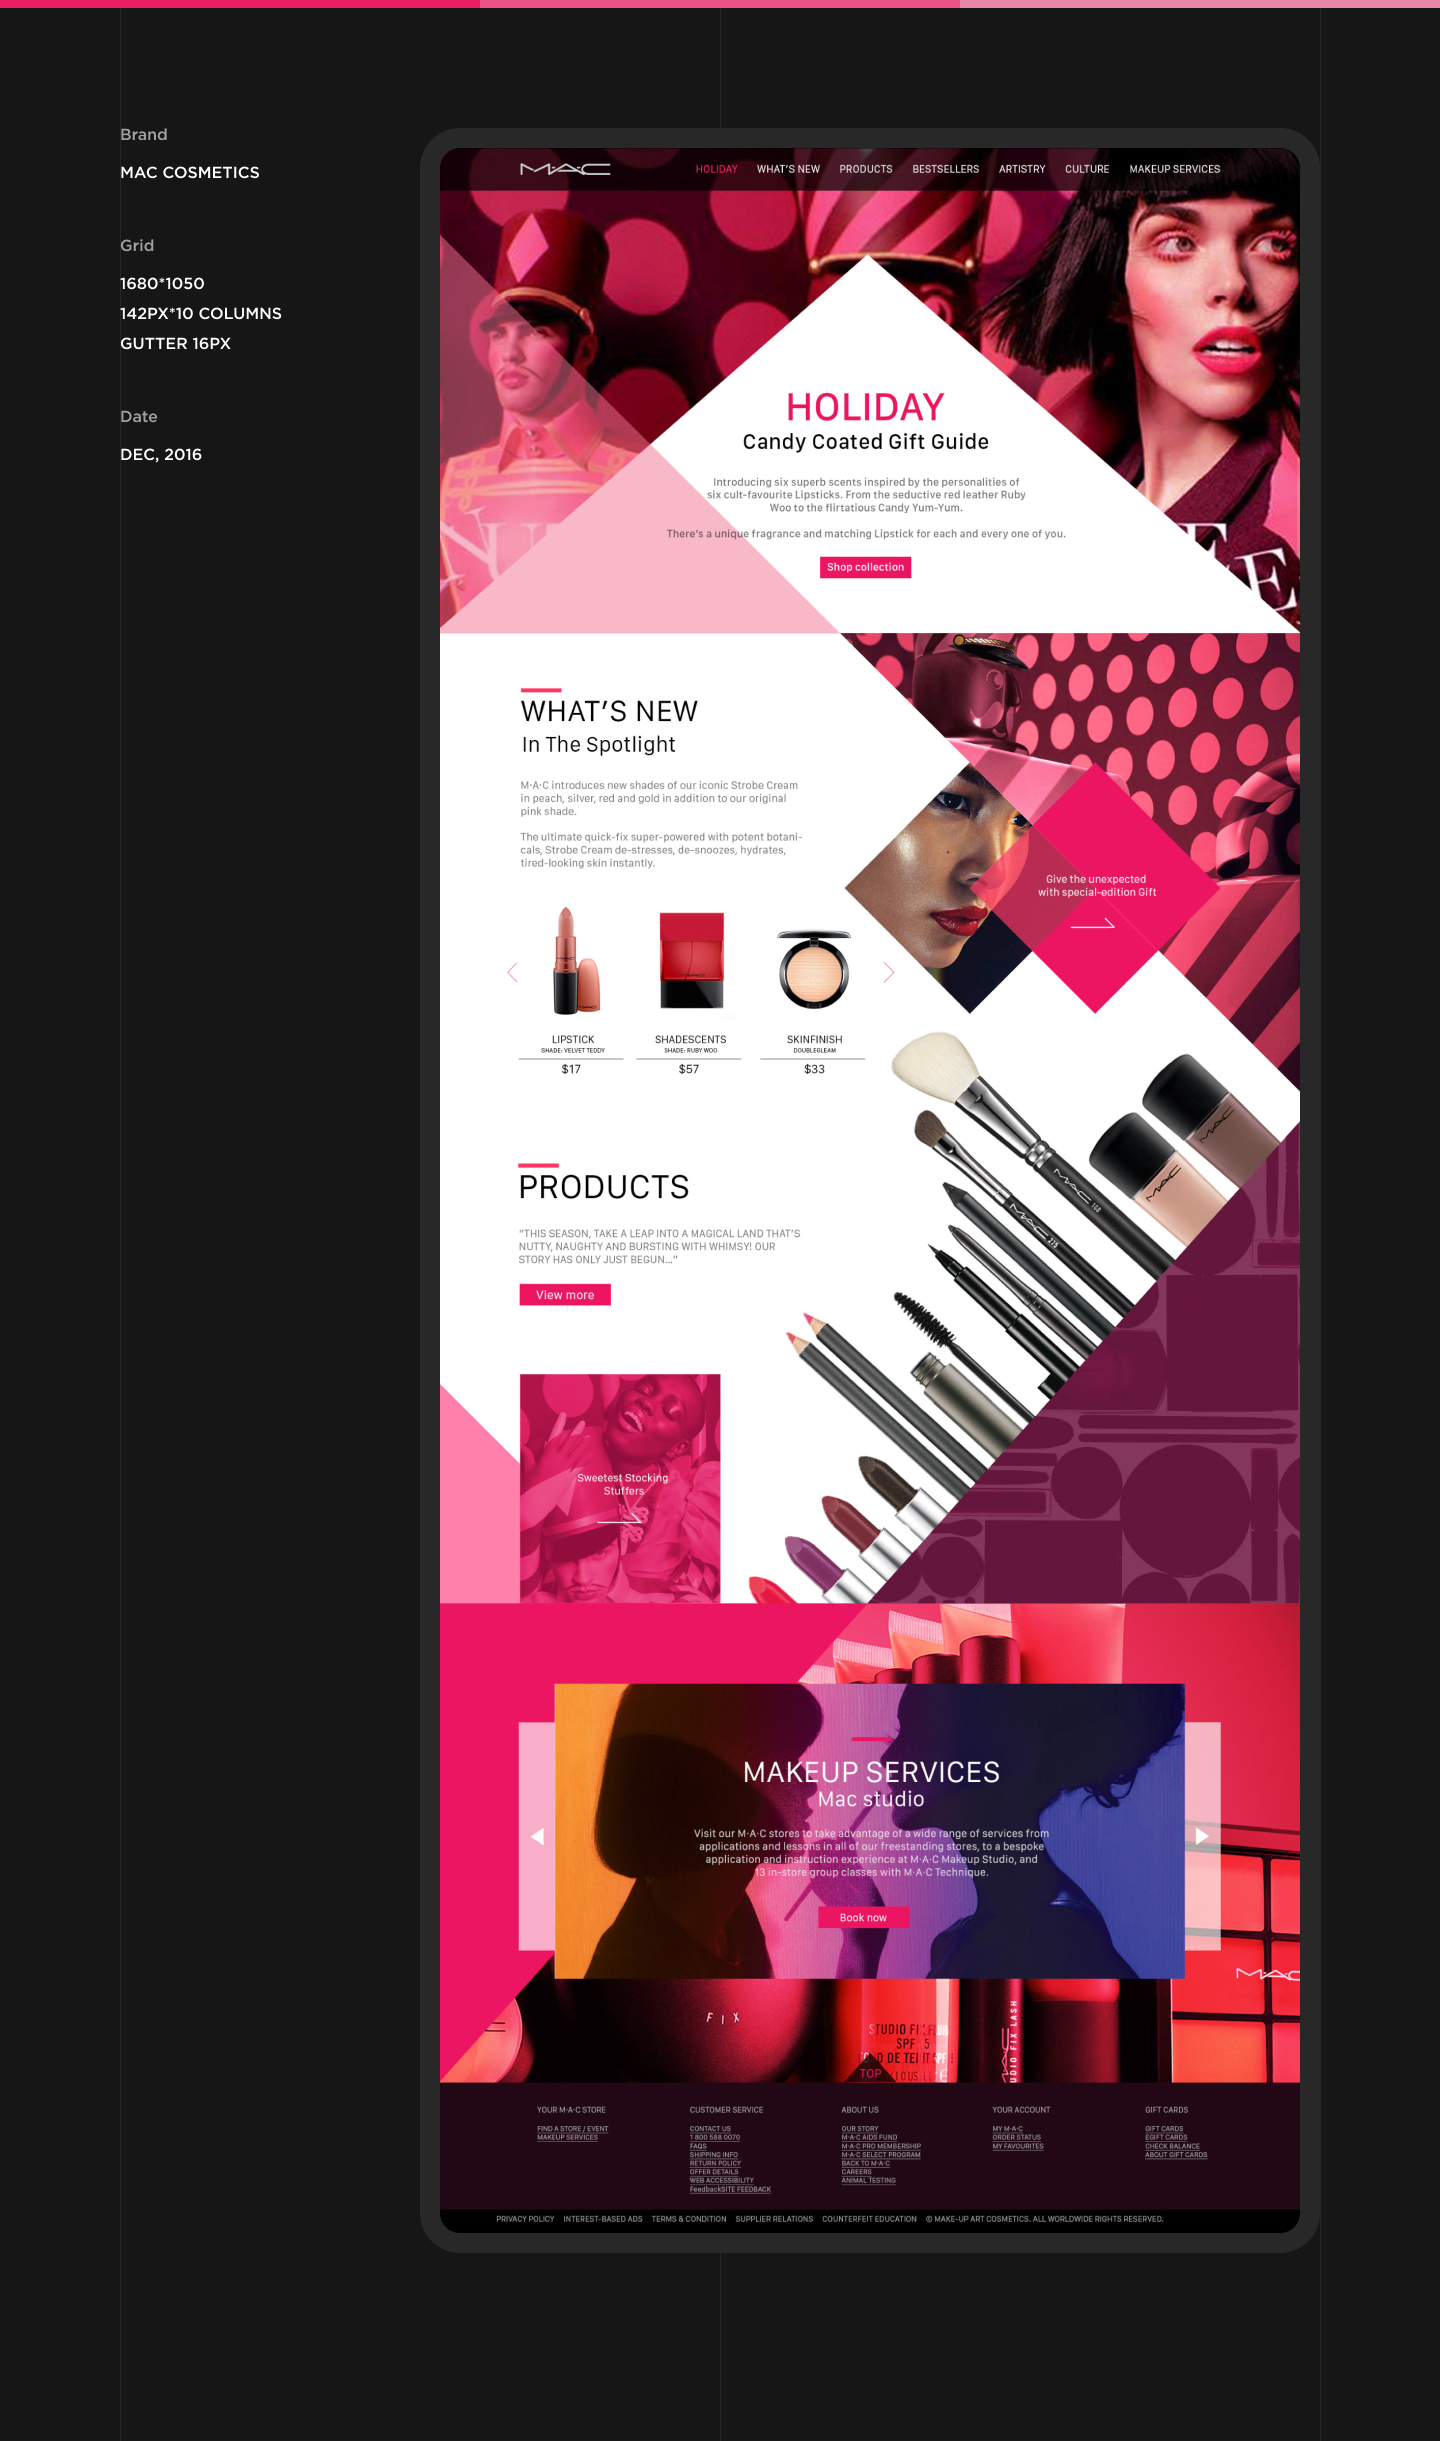 Brand
MAC COSMETICS
Grid
1680*1050
142PX*10 COLUMNS
GUTTER 16PX
Date
DEC, 2016
MAC
HOLIDAY WHAT'S NEW PRODUCTS BESTSELLERS ARTISTRY CULTURE MAKEUP SERVICES
HOLIDAY
Candy Coated Gift Guide
Introducing six superb scents inspired by the personalities of
six cult-favourite Lipsticks. From the seductive red leather Ruby
Woo to the flirtatious Candy Yum-Yum.
There's a unique fragrance and matching Lipstick for each and every one of you.
Shop collection
WHAT'S NEW
In The Spotlight
M·A·C introduces new shades of our iconic Strobe Cream
in peach, silver, red and gold in addition to our original
pink shade.
The ultimate quick-fix super-powered with potent botani-
cals, Strobe Cream de-stresses, de-snoozes, hydrates,
tired-looking skin instantly.
Give the unexpected
with special-edition Gift
LIPSTICK
SHADE: VELVET TEDDY
$17
SHADESCENTS
SHADE: RUBY WOO
$57
SKINFINISH
DOUBLEGLEAM
$33
MAC
MAC
MAC 108
MAC 275
PRODUCTS
"THIS SEASON, TAKE A LEAP INTO A MAGICAL LAND THAT'S
NUTTY, NAUGHTY AND BURSTING WITH WHIMSY! OUR
STORY HAS ONLY JUST BEGUN..."
View more
Sweetest Stocking
Stuffers
MAKEUP SERVICES
Mac studio
Visit our M·A·C stores to take advantage of a wide range of services from
applications and lessons in all of our freestanding stores, to a bespoke
application and instruction experience at M·A·C Makeup Studio, and
13 in-store group classes with M·A·C Technique.
Book now
MAC
FIX
STUDIO FIX
SPF 15
TOP
YOUR M·A·C STORE
FIND A STORE / EVENT
MAKEUP SERVICES
CUSTOMER SERVICE
CONTACT US
1 800 588 0070
FAQS
SHIPPING INFO
RETURN POLICY
OFFER DETAILS
WEB ACCESSIBILITY
FeedbackSITE FEEDBACK
ABOUT US
OUR STORY
M·A·C AIDS FUND
M·A·C PRO MEMBERSHIP
M·A·C SELECT PROGRAM
BACK TO M·A·C
CAREERS
ANIMAL TESTING
YOUR ACCOUNT
MY M·A·C
ORDER STATUS
MY FAVOURITES
GIFT CARDS
GIFT CARDS
EGIFT CARDS
CHECK BALANCE
ABOUT GIFT CARDS
PRIVACY POLICY INTEREST-BASED ADS TERMS & CONDITION SUPPLIER RELATIONS COUNTERFEIT EDUCATION © MAKE-UP ART COSMETICS. ALL WORLDWIDE RIGHTS RESERVED.